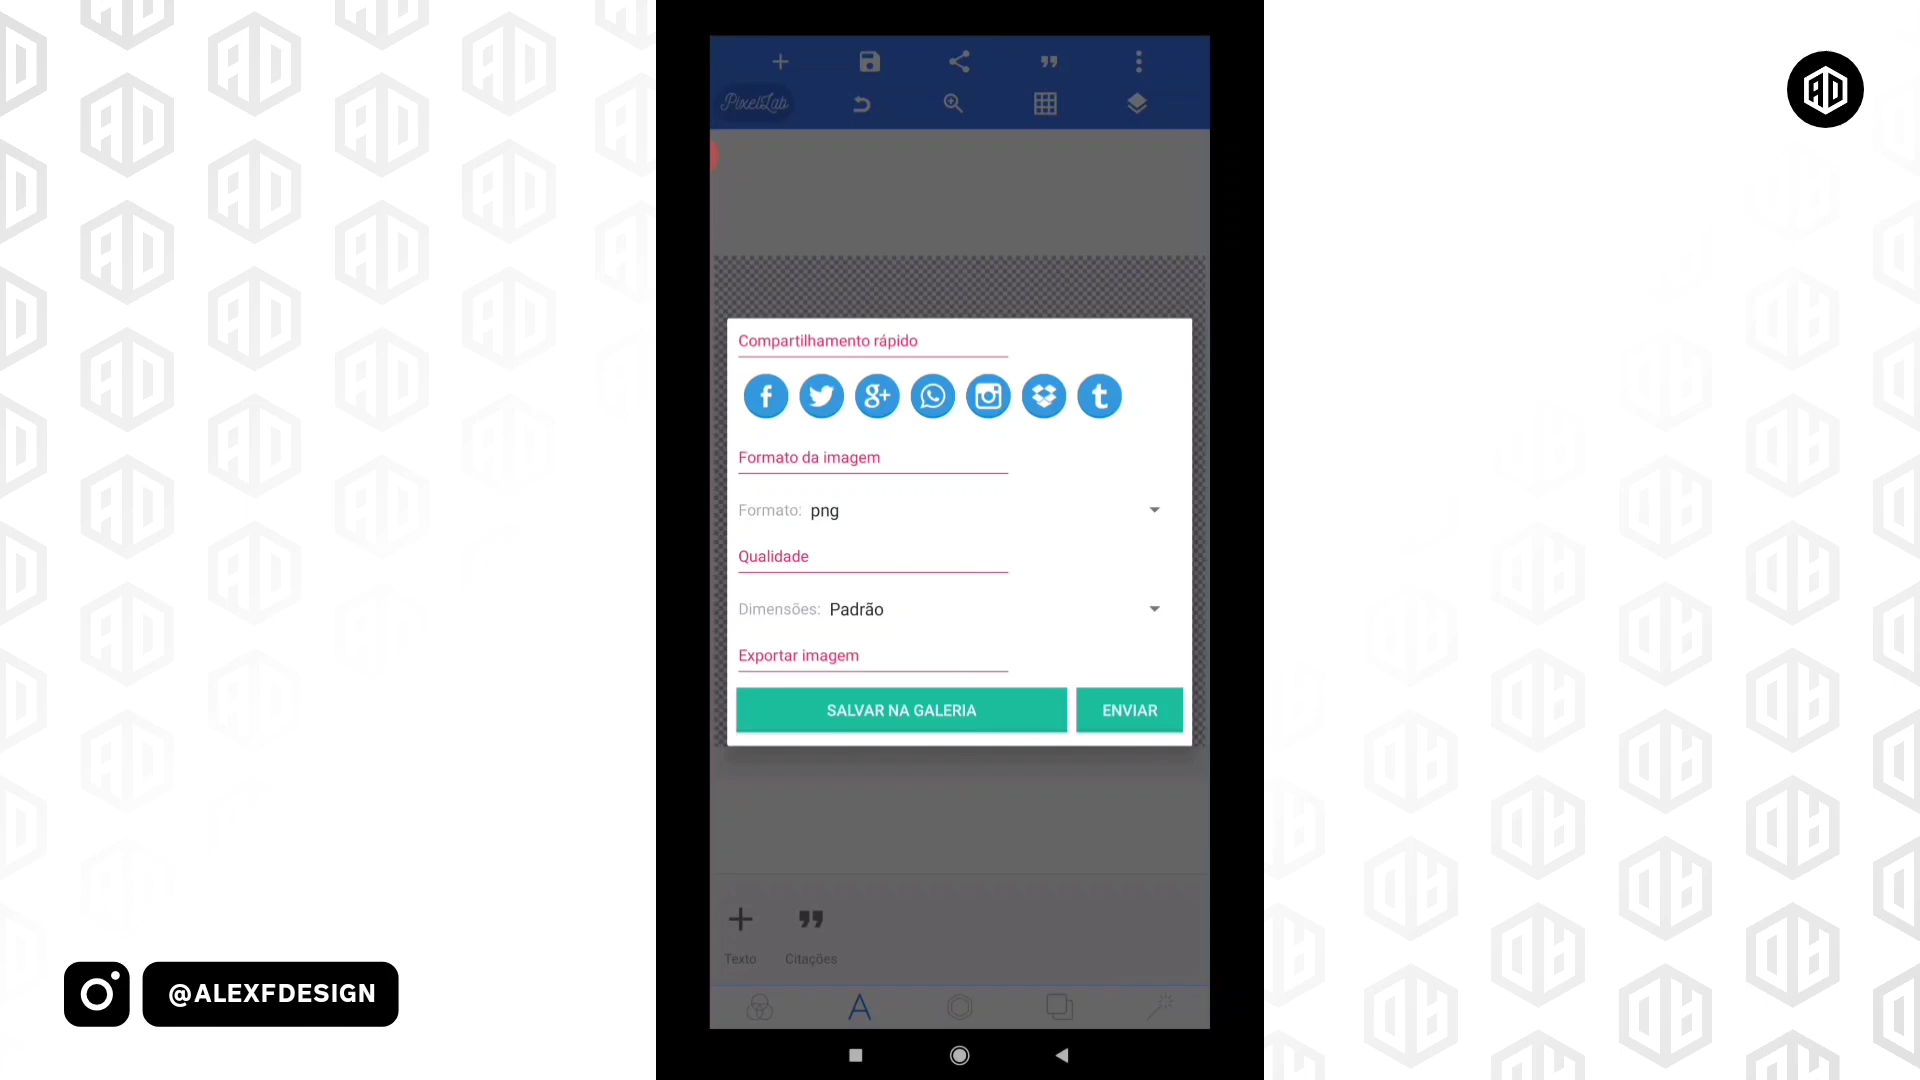 PixelLab
Compartilhamento rápido
Formato da imagem
Formato: png
Qualidade
Dimensões: Padrão
Exportar imagem
SALVAR NA GALERIA ENVIAR
Texto Citações
@ALEXFDESIGN